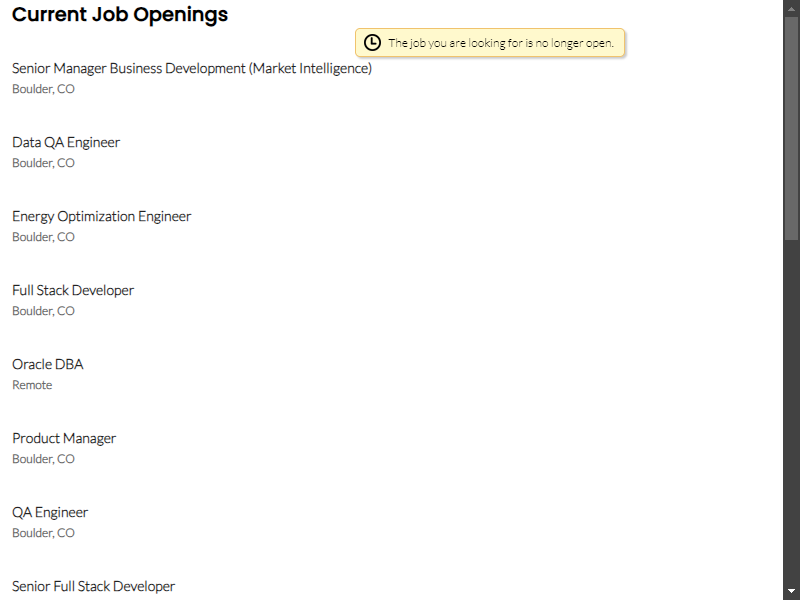 Current Job Openings
The job you are looking for is no longer open.
Senior Manager Business Development (Market Intelligence)
Boulder, CO
Data QA Engineer
Boulder, CO
Energy Optimization Engineer
Boulder, CO
Full Stack Developer
Boulder, CO
Oracle DBA
Remote
Product Manager
Boulder, CO
QA Engineer
Boulder, CO
Senior Full Stack Developer